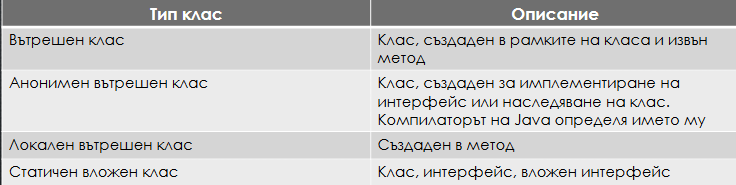 Тип клас
Описание
Вътрешен клас
Клас, създаден в рамките на класа и извън
метод
Анонимен вътрешен клас
Клас, създаден за имплементиране на
интерфейс или наследяване на клас.
Компилаторът на Java определя името му
Локален вътрешен клас
Създаден в метод
Статичен вложен клас
Клас, интерфейс, вложен интерфейс